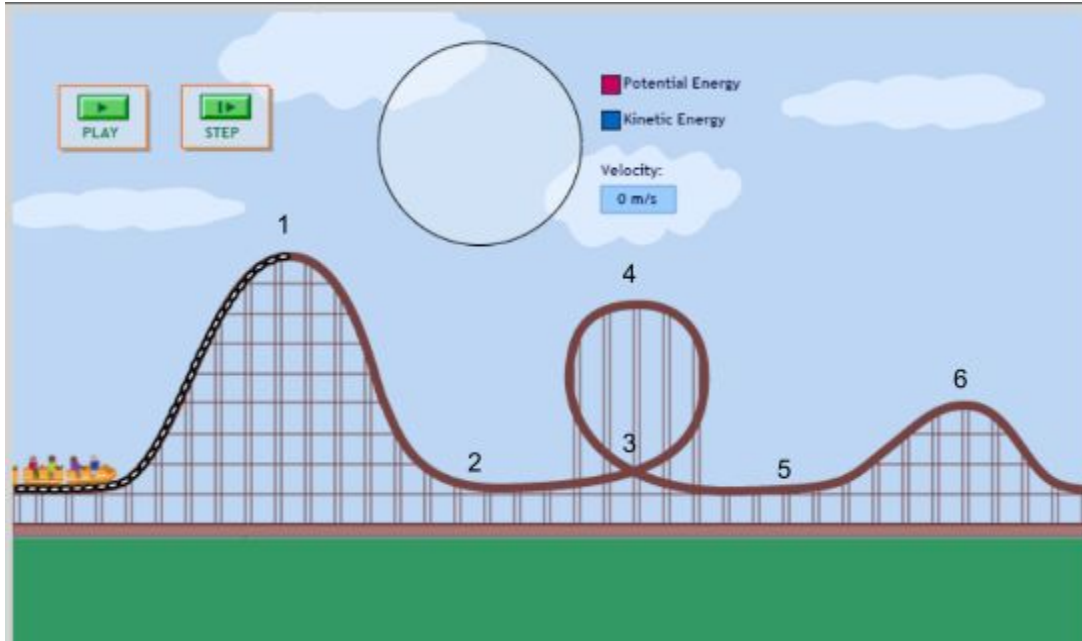 Potential Energy
Kinetic Energy
PLAY
STEP
Velocity:
0 m/s
1
4
6
3
2
5